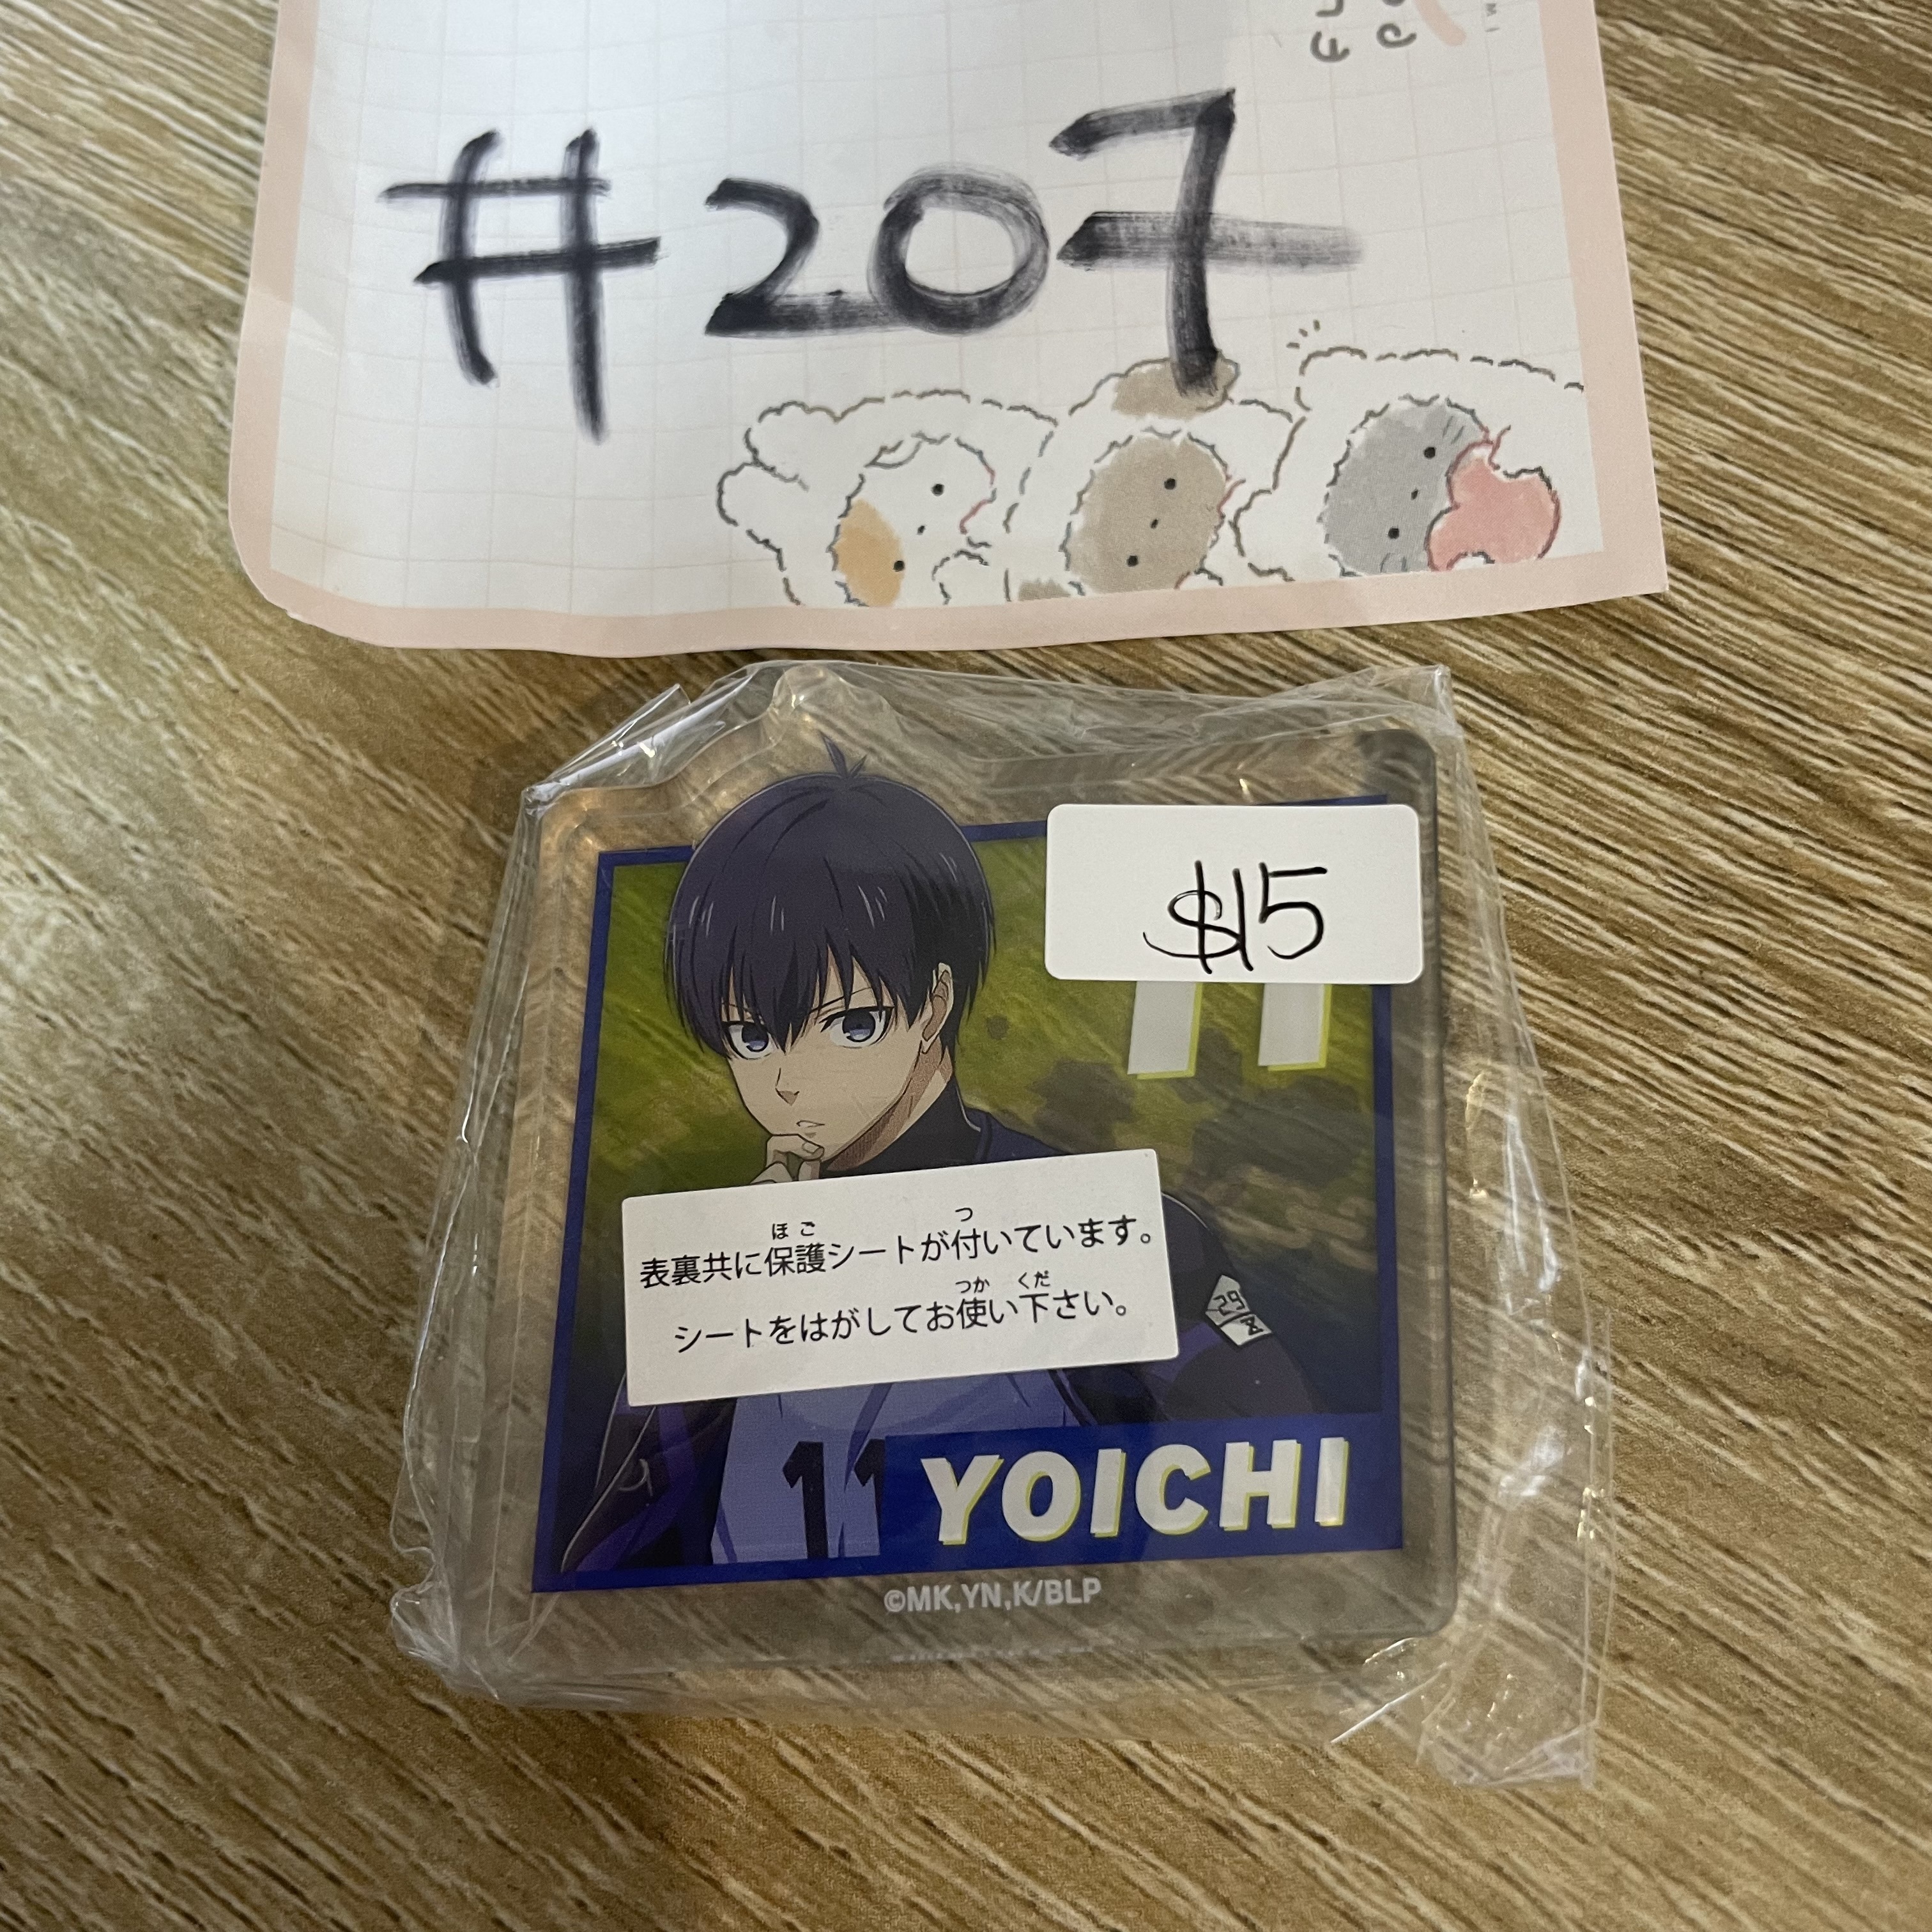 #207
$15
11
表裏共に保護シートが付いています。
シートをはがしてお使い下さい。
29
Z
11
YOICHI
©MK,YN,K/BLP